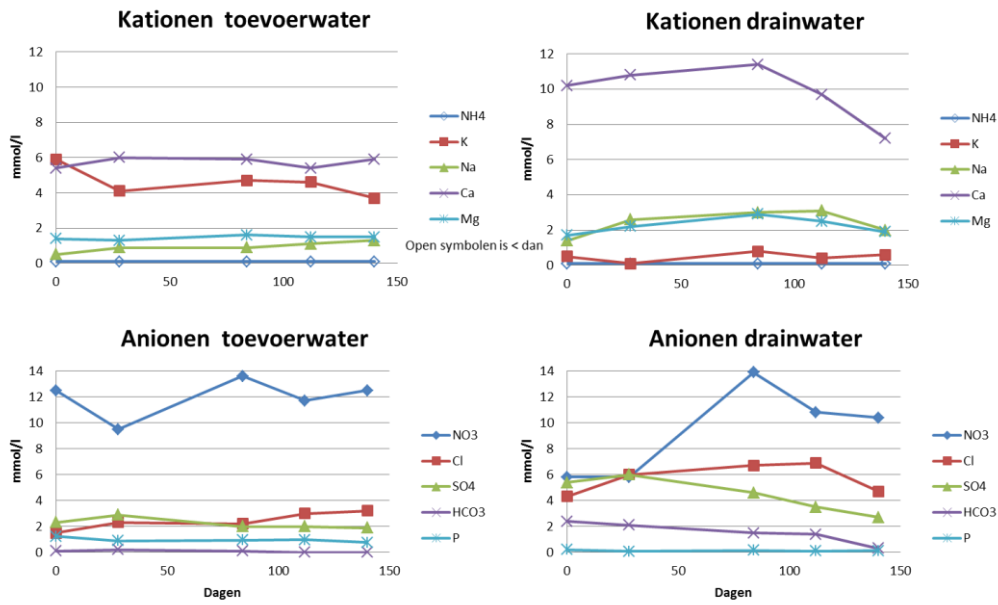 Kationen toevoerwater
12
10
8
6
4
2
0
mmol/l
0
50
100
150
NH4
K
Na
Ca
Mg
Open symbolen is < dan
Kationen drainwater
12
10
8
6
4
2
0
mmol/l
0
50
100
150
NH4
K
Na
Ca
Mg
Anionen toevoerwater
14
12
10
8
6
4
2
0
mmol/l
0
50
100
150
Dagen
NO3
Cl
SO4
HCO3
P
Anionen drainwater
14
12
10
8
6
4
2
0
mmol/l
0
50
100
150
Dagen
NO3
Cl
SO4
HCO3
P